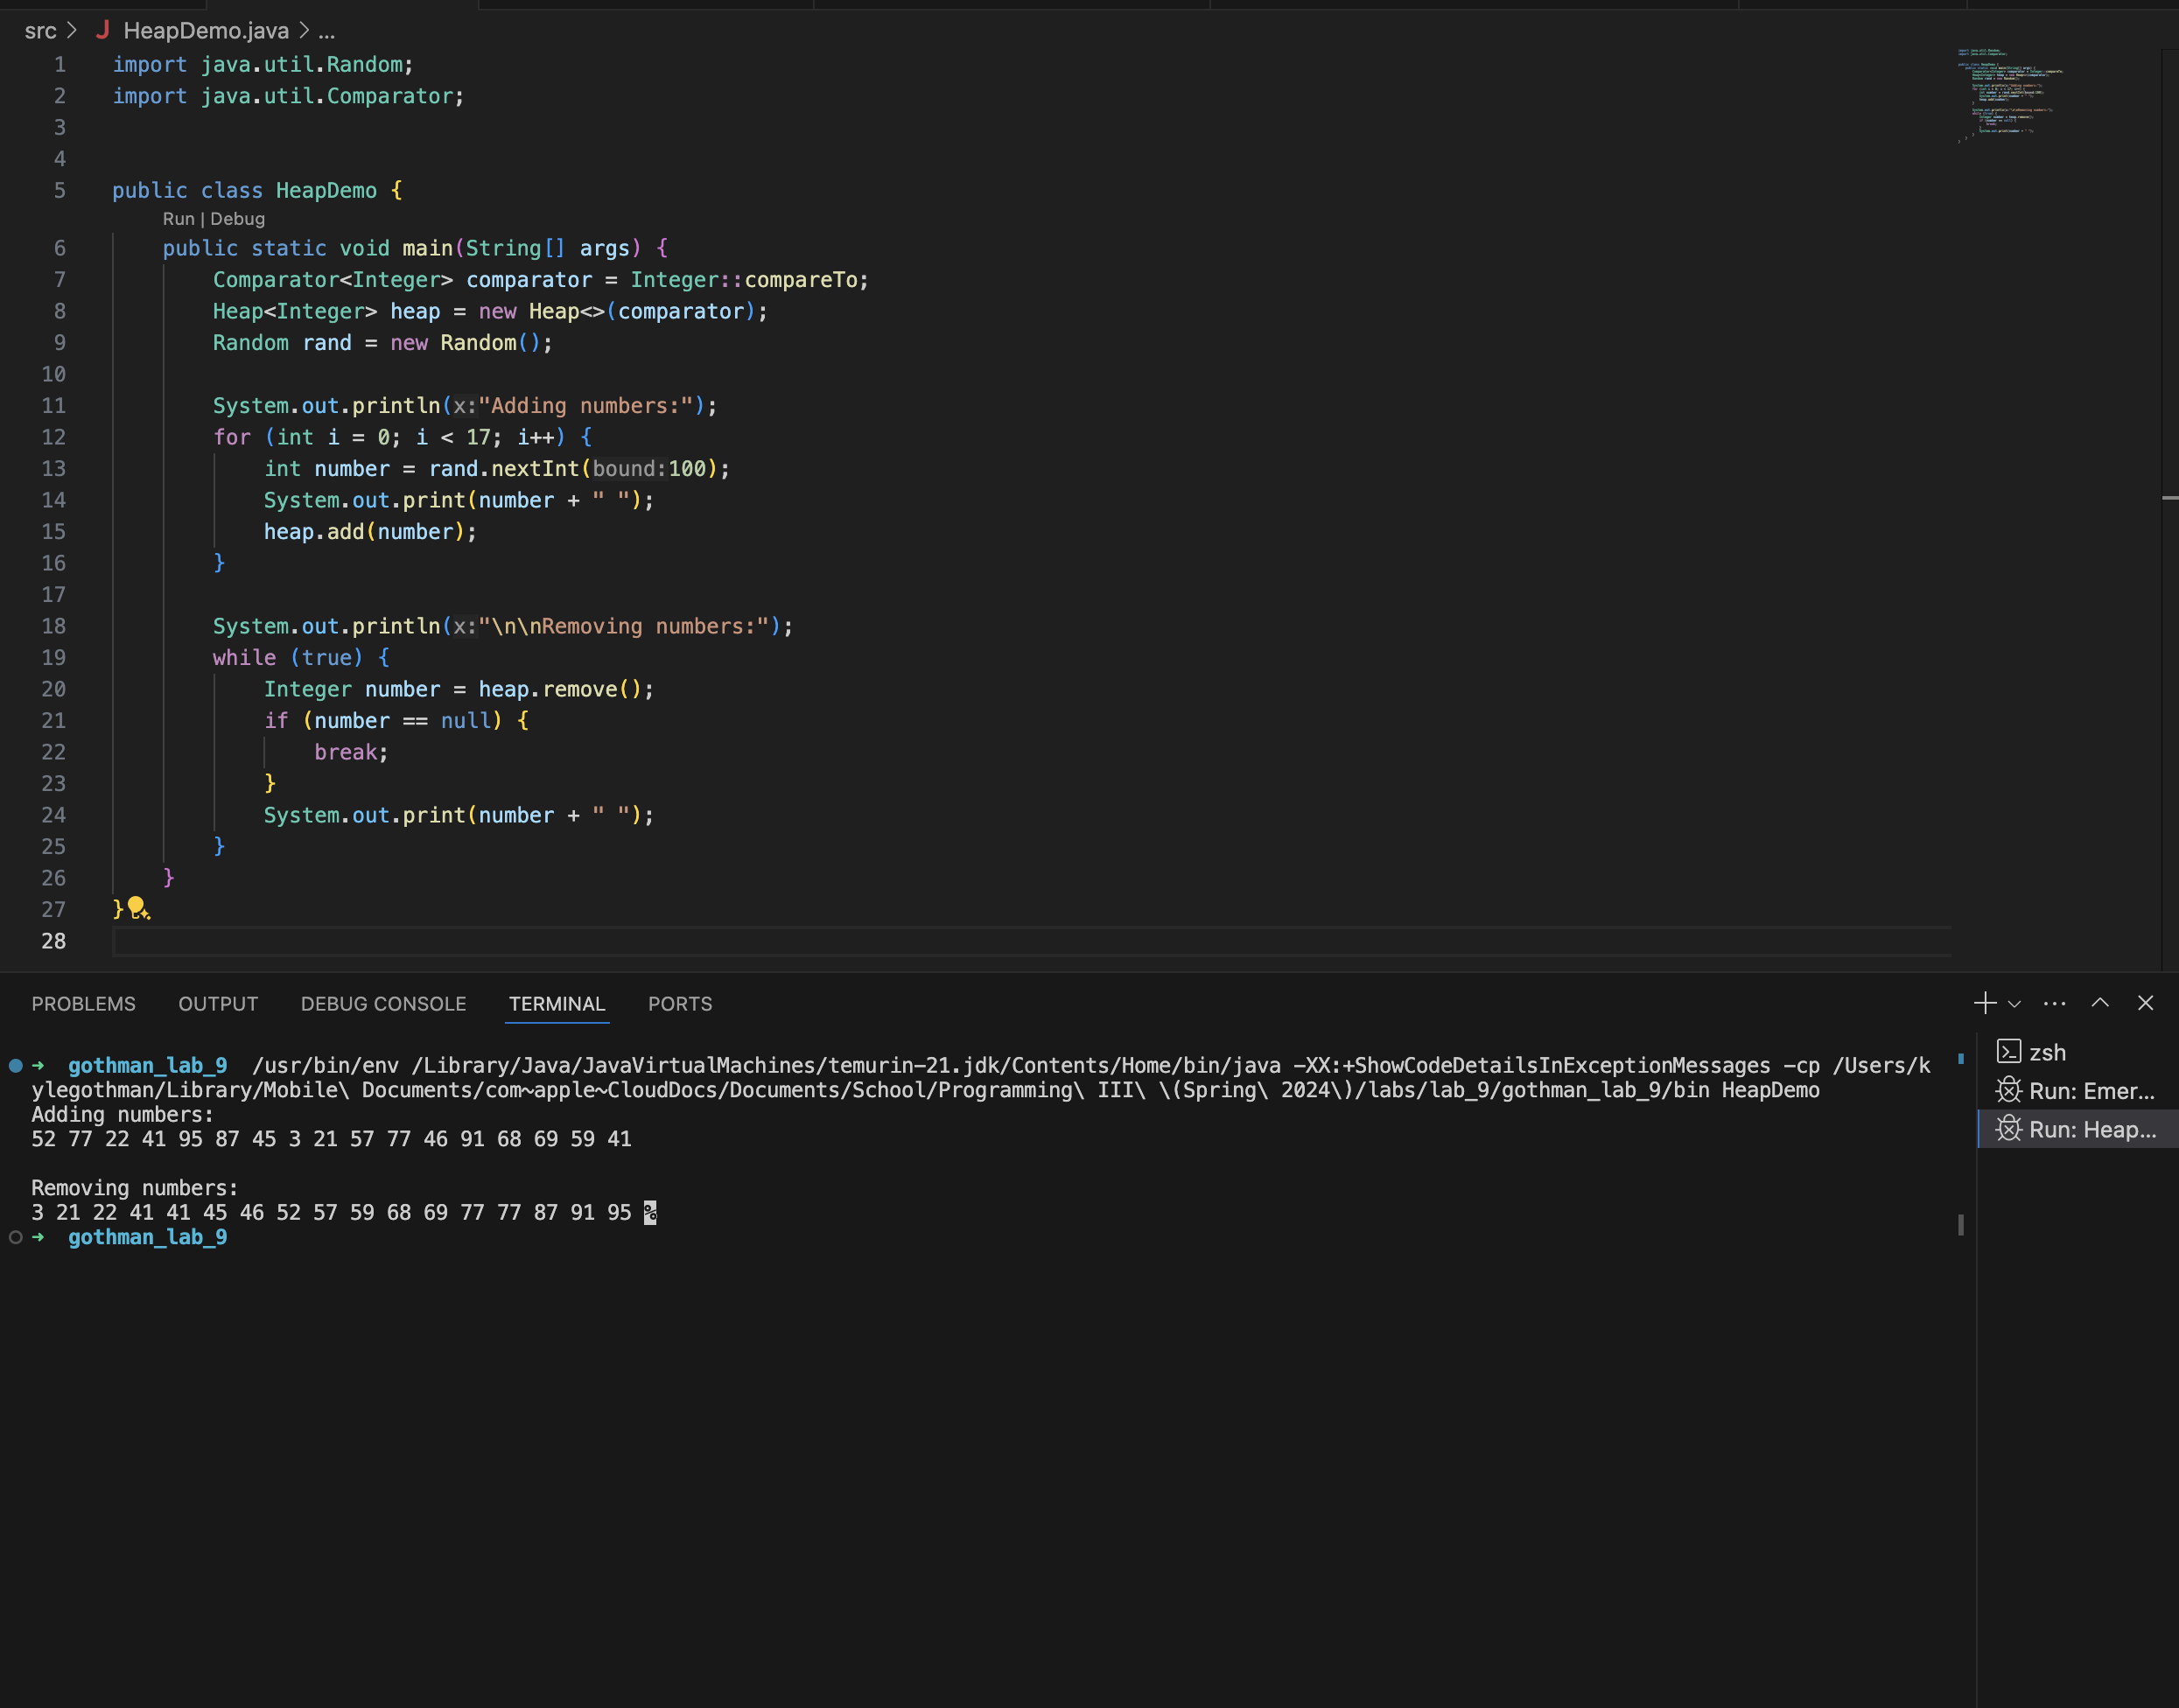 src > J HeapDemo.java > ...
1 import java.util.Random;
2 import java.util.Comparator;
3
4
5 public class HeapDemo {
Run | Debug
6 public static void main(String[] args) {
7 Comparator<Integer> comparator = Integer::compareTo;
8 Heap<Integer> heap = new Heap<>(comparator);
9 Random rand = new Random();
10
11 System.out.println(x:"Adding numbers:");
12 for (int i = 0; i < 17; i++) {
13 int number = rand.nextInt(bound:100);
14 System.out.print(number + " ");
15 heap.add(number);
16 }
17
18 System.out.println(x:"\n\nRemoving numbers:");
19 while (true) {
20 Integer number = heap.remove();
21 if (number == null) {
22 break;
23 }
24 System.out.print(number + " ");
25 }
26 }
27 }
28
PROBLEMS OUTPUT DEBUG CONSOLE TERMINAL PORTS
➜ gothman_lab_9 /usr/bin/env /Library/Java/JavaVirtualMachines/temurin-21.jdk/Contents/Home/bin/java -XX:+ShowCodeDetailsInExceptionMessages -cp /Users/k
ylegothman/Library/Mobile\ Documents/com~apple~CloudDocs/Documents/School/Programming\ III\ \(Spring\ 2024\)/labs/lab_9/gothman_lab_9/bin HeapDemo
Adding numbers:
52 77 22 41 95 87 45 3 21 57 77 46 91 68 69 59 41
Removing numbers:
3 21 22 41 41 45 46 52 57 59 68 69 77 77 87 91 95 %
➜ gothman_lab_9
zsh
Run: Emer...
Run: Heap...